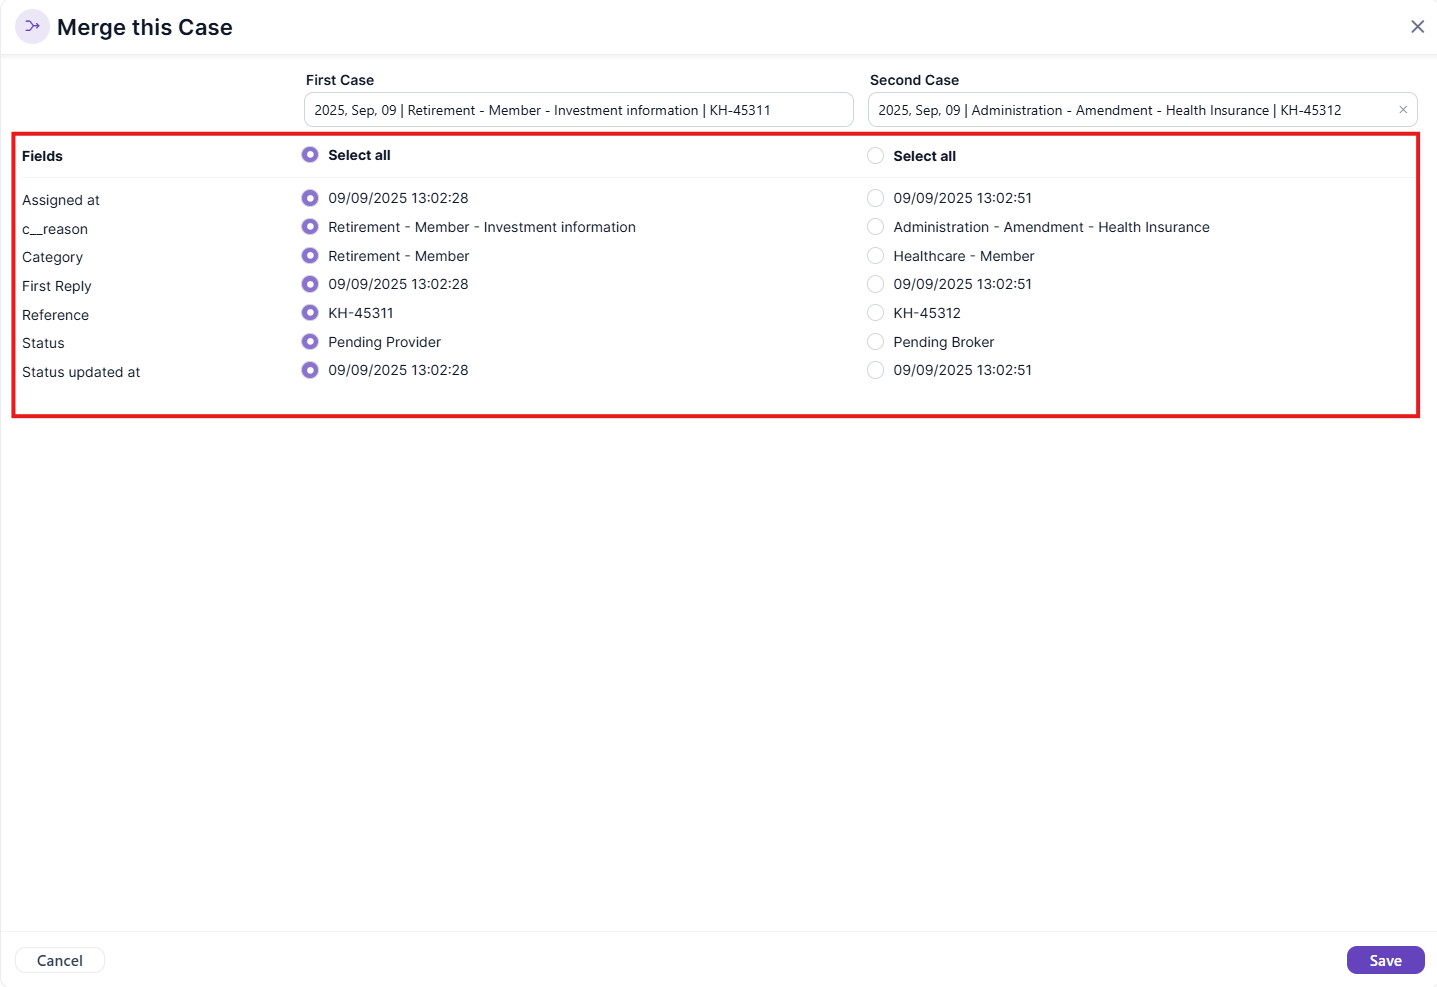 Merge this Case
First Case
Second Case
2025, Sep, 09 | Retirement - Member - Investment information | KH-45311
2025, Sep, 09 | Administration - Amendment - Health Insurance | KH-45312
Fields
Select all
Select all
Assigned at
09/09/2025 13:02:28
09/09/2025 13:02:51
c__reason
Retirement - Member - Investment information
Administration - Amendment - Health Insurance
Category
Retirement - Member
Healthcare - Member
First Reply
09/09/2025 13:02:28
09/09/2025 13:02:51
Reference
KH-45311
KH-45312
Status
Pending Provider
Pending Broker
Status updated at
09/09/2025 13:02:28
09/09/2025 13:02:51
Cancel
Save